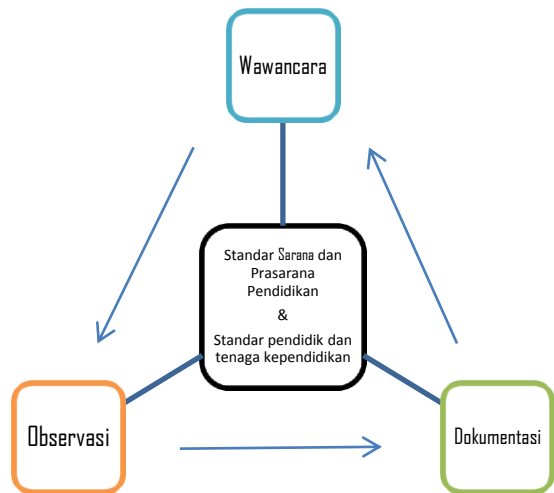 Wawancara
Standar Sarana dan
Prasarana
Pendidikan
&
Standar pendidik dan
tenaga kependidikan
Observasi
Dokumentasi